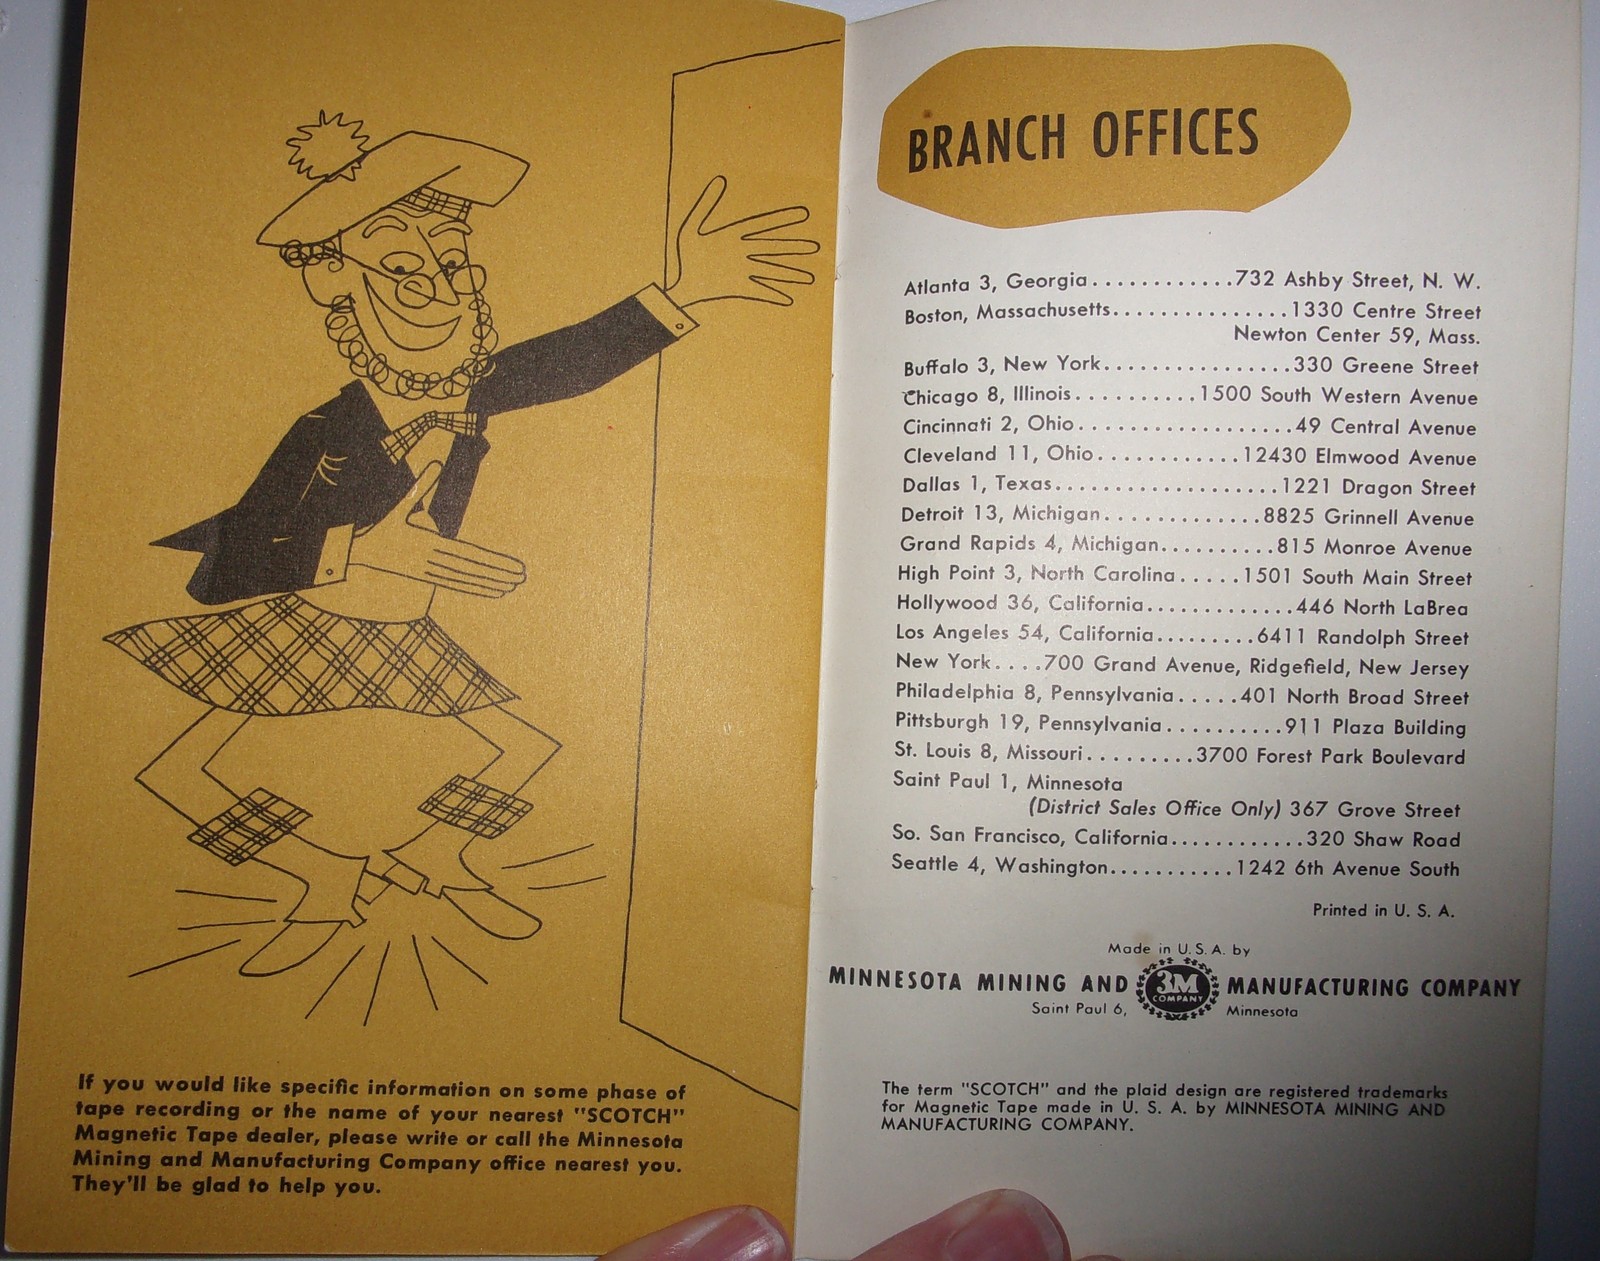 If you would like specific information on some phase of
tape recording or the name of your nearest "SCOTCH"
Magnetic Tape dealer, please write or call the Minnesota
Mining and Manufacturing Company office nearest you.
They'll be glad to help you.
BRANCH OFFICES
Atlanta 3, Georgia............732 Ashby Street, N. W.
Boston, Massachusetts...............1330 Centre Street
Newton Center 59, Mass.
Buffalo 3, New York................330 Greene Street
Chicago 8, Illinois..........1500 South Western Avenue
Cincinnati 2, Ohio..................49 Central Avenue
Cleveland 11, Ohio............12430 Elmwood Avenue
Dallas 1, Texas...................1221 Dragon Street
Detroit 13, Michigan.............8825 Grinnell Avenue
Grand Rapids 4, Michigan..........815 Monroe Avenue
High Point 3, North Carolina.....1501 South Main Street
Hollywood 36, California.............446 North LaBrea
Los Angeles 54, California.........6411 Randolph Street
New York....700 Grand Avenue, Ridgefield, New Jersey
Philadelphia 8, Pennsylvania.....401 North Broad Street
Pittsburgh 19, Pennsylvania..........911 Plaza Building
St. Louis 8, Missouri.........3700 Forest Park Boulevard
Saint Paul 1, Minnesota
(District Sales Office Only) 367 Grove Street
So. San Francisco, California............320 Shaw Road
Seattle 4, Washington...........1242 6th Avenue South
Printed in U. S. A.
Made in U. S. A. by
MINNESOTA MINING AND 3M COMPANY MANUFACTURING COMPANY
Saint Paul 6, Minnesota
The term "SCOTCH" and the plaid design are registered trademarks
for Magnetic Tape made in U. S. A. by MINNESOTA MINING AND
MANUFACTURING COMPANY.